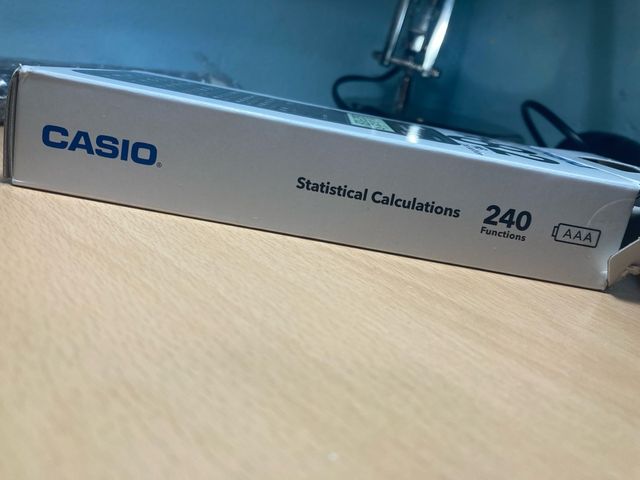 CASIO®
Statistical Calculations
240
Functions
AAA